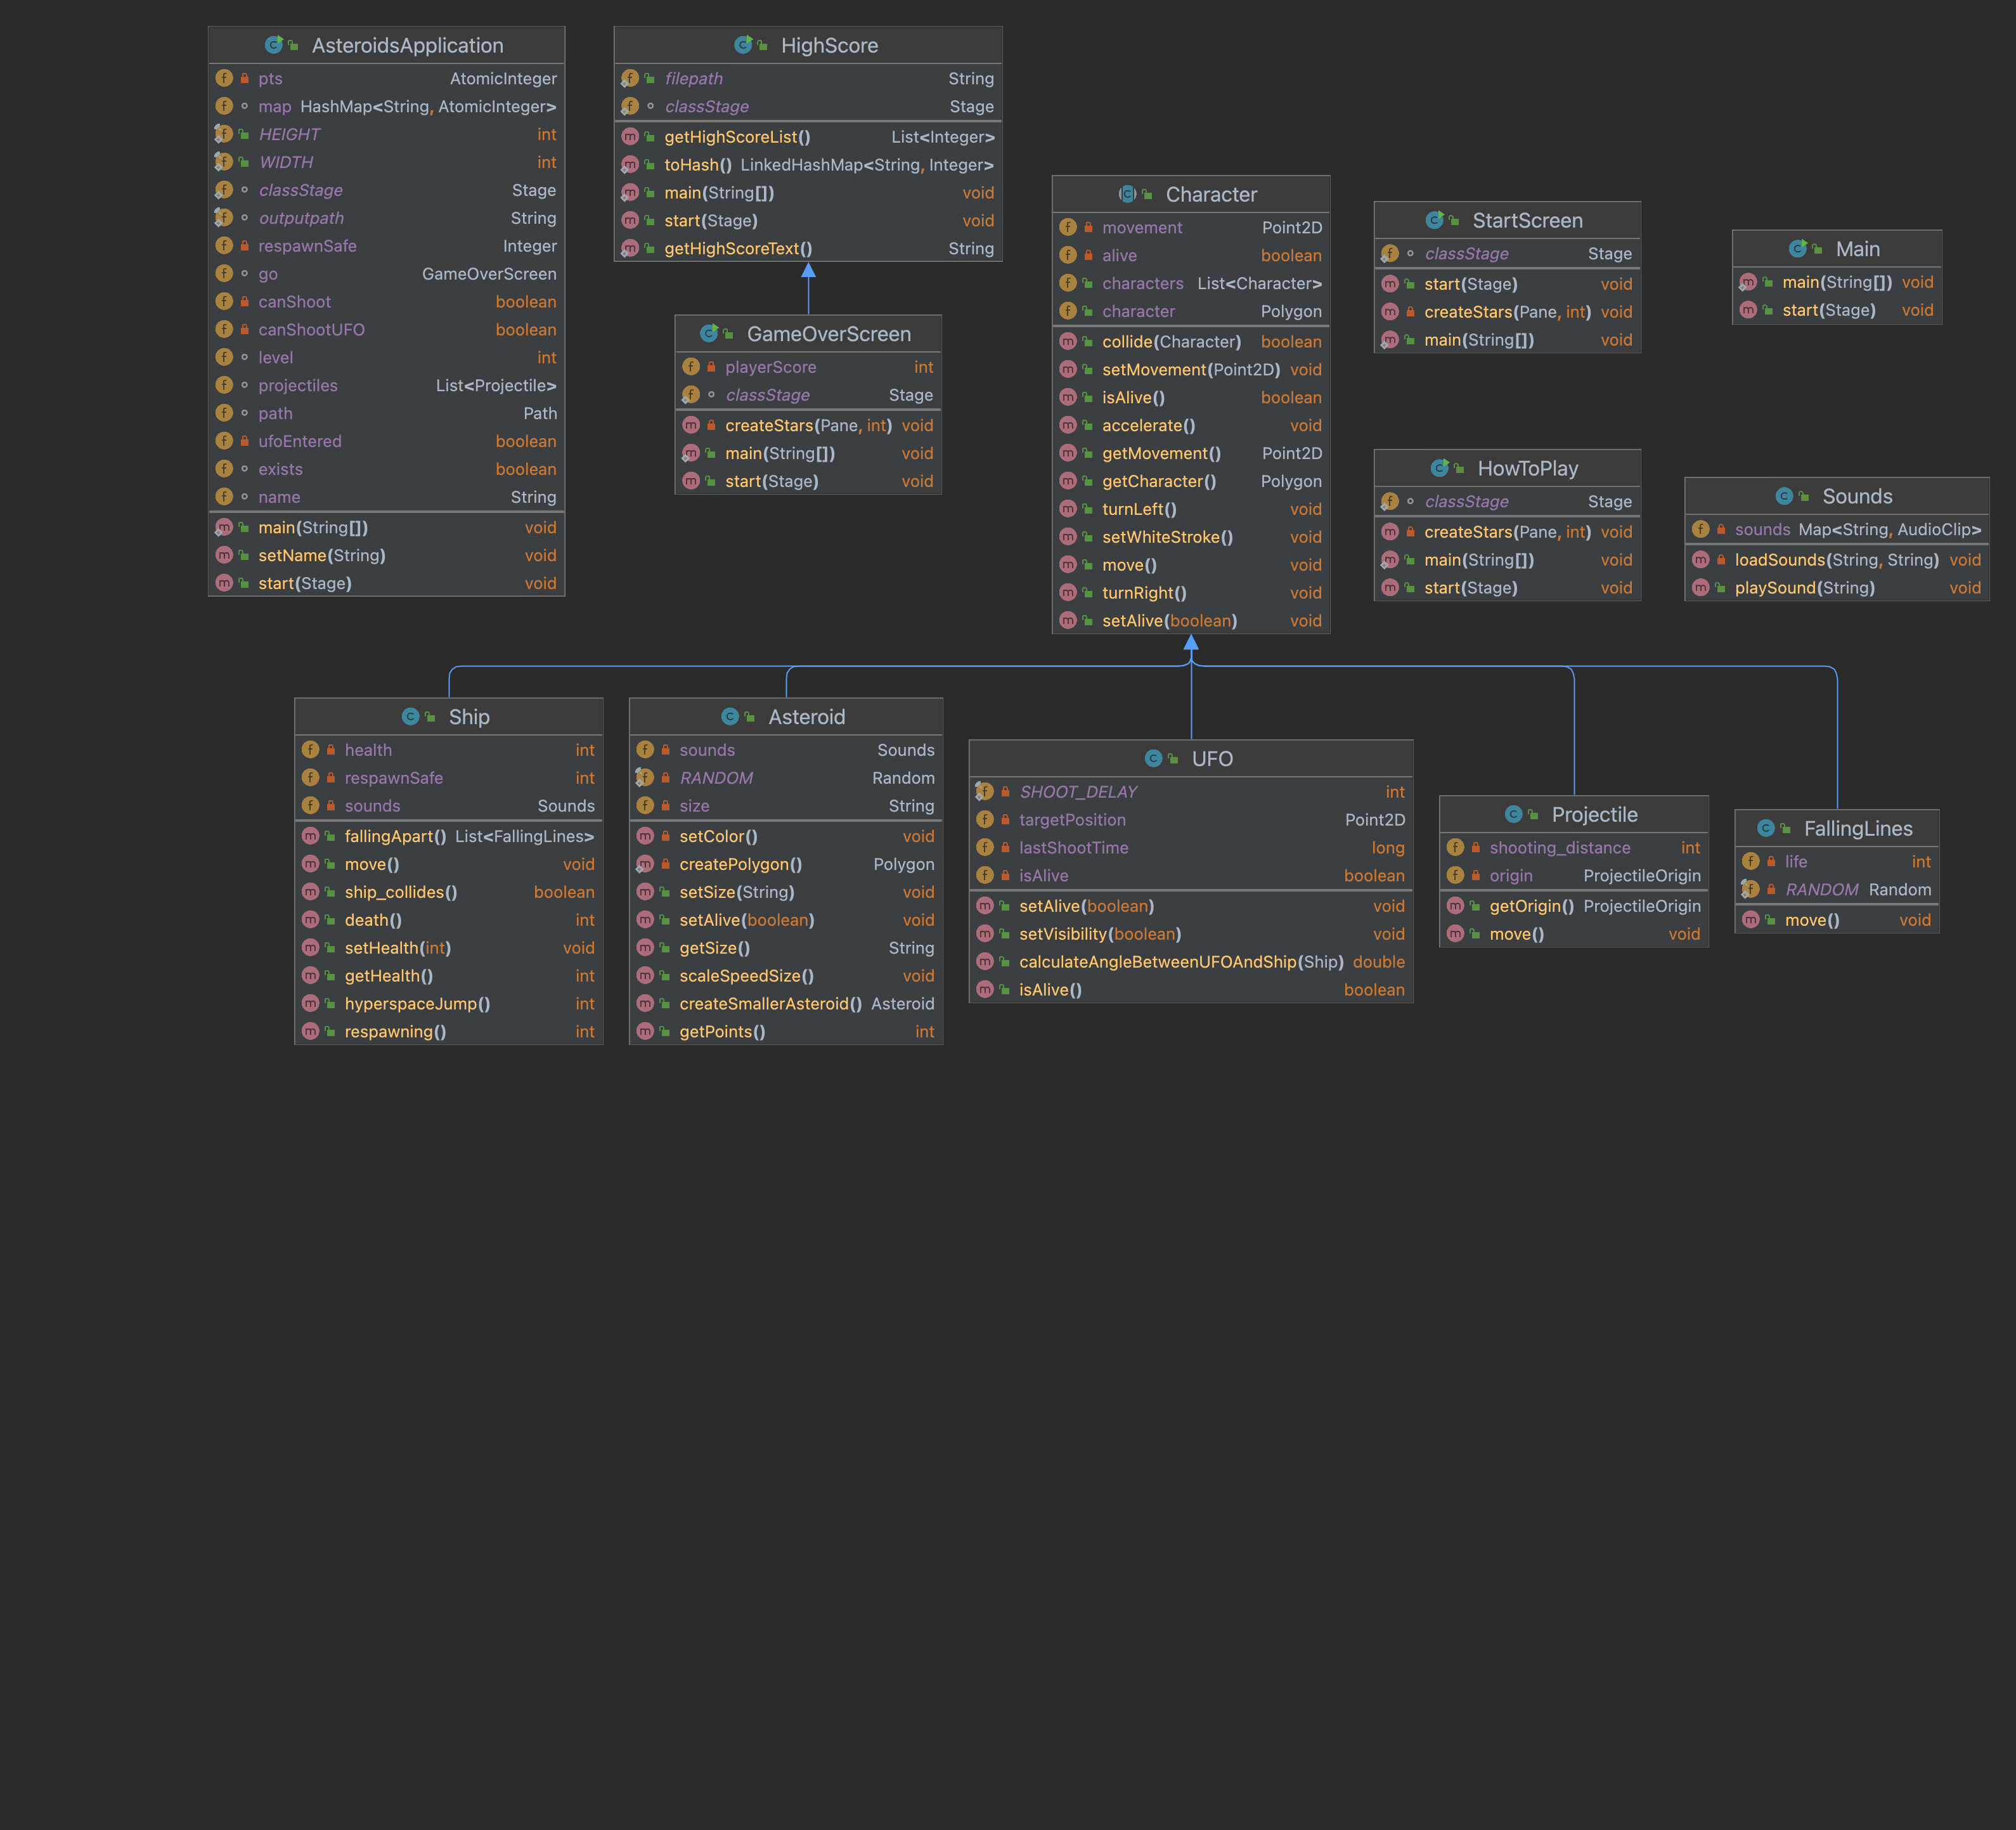 AsteroidsApplication
pts AtomicInteger
map HashMap<String, AtomicInteger>
HEIGHT int
WIDTH int
classStage Stage
outputpath String
respawnSafe Integer
go GameOverScreen
canShoot boolean
canShootUFO boolean
level int
projectiles List<Projectile>
path Path
ufoEntered boolean
exists boolean
name String
main(String[]) void
setName(String) void
start(Stage) void
HighScore
filepath String
classStage Stage
getHighScoreList() List<Integer>
toHash() LinkedHashMap<String, Integer>
main(String[]) void
start(Stage) void
getHighScoreText() String
GameOverScreen
playerScore int
classStage Stage
createStars(Pane, int) void
main(String[]) void
start(Stage) void
Character
movement Point2D
alive boolean
characters List<Character>
character Polygon
collide(Character) boolean
setMovement(Point2D) void
isAlive() boolean
accelerate() void
getMovement() Point2D
getCharacter() Polygon
turnLeft() void
setWhiteStroke() void
move() void
turnRight() void
setAlive(boolean) void
StartScreen
classStage Stage
start(Stage) void
createStars(Pane, int) void
main(String[]) void
Main
main(String[]) void
start(Stage) void
HowToPlay
classStage Stage
createStars(Pane, int) void
main(String[]) void
start(Stage) void
Sounds
sounds Map<String, AudioClip>
loadSounds(String, String) void
playSound(String) void
Ship
health int
respawnSafe int
sounds Sounds
fallingApart() List<FallingLines>
move() void
ship_collides() boolean
death() int
setHealth(int) void
getHealth() int
hyperspaceJump() int
respawning() int
Asteroid
sounds Sounds
RANDOM Random
size String
setColor() void
createPolygon() Polygon
setSize(String) void
setAlive(boolean) void
getSize() String
scaleSpeedSize() void
createSmallerAsteroid() Asteroid
getPoints() int
UFO
SHOOT_DELAY int
targetPosition Point2D
lastShootTime long
isAlive boolean
setAlive(boolean) void
setVisibility(boolean) void
calculateAngleBetweenUFOAndShip(Ship) double
isAlive() boolean
Projectile
shooting_distance int
origin ProjectileOrigin
getOrigin() ProjectileOrigin
move() void
FallingLines
life int
RANDOM Random
move() void